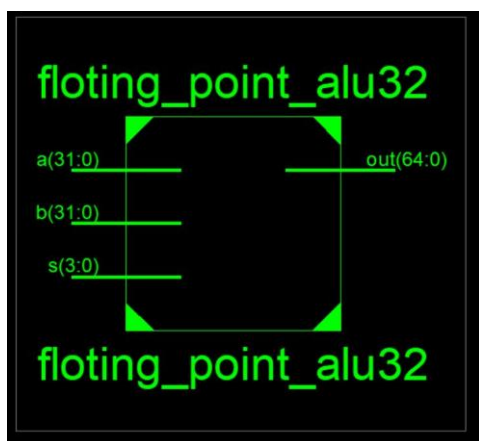 floting_point_alu32
a(31:0)
out(64:0)
b(31:0)
s(3:0)
floting_point_alu32